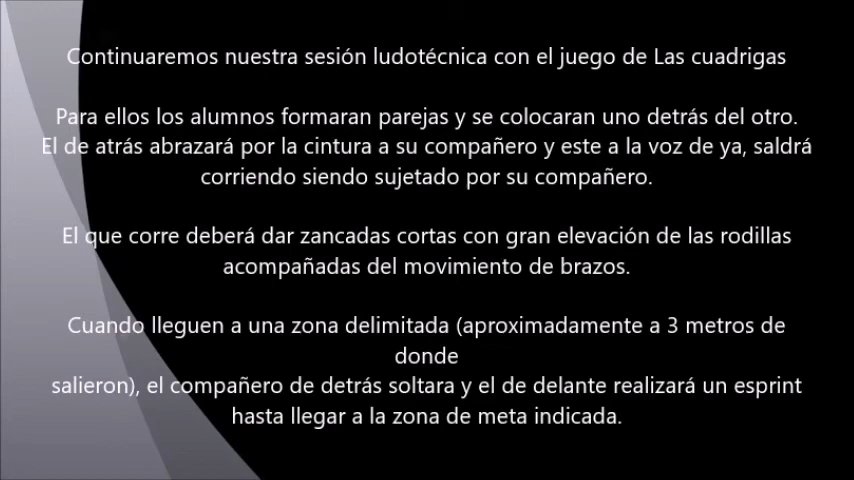 Continuaremos nuestra sesión ludotécnica con el juego de Las cuadrigas
Para ellos los alumnos formaran parejas y se colocaran uno detrás del otro.
El de atrás abrazará por la cintura a su compañero y este a la voz de ya, saldrá
corriendo siendo sujetado por su compañero.
El que corre deberá dar zancadas cortas con gran elevación de las rodillas
acompañadas del movimiento de brazos.
Cuando lleguen a una zona delimitada (aproximadamente a 3 metros de
donde
salieron), el compañero de detrás soltara y el de delante realizará un esprint
hasta llegar a la zona de meta indicada.